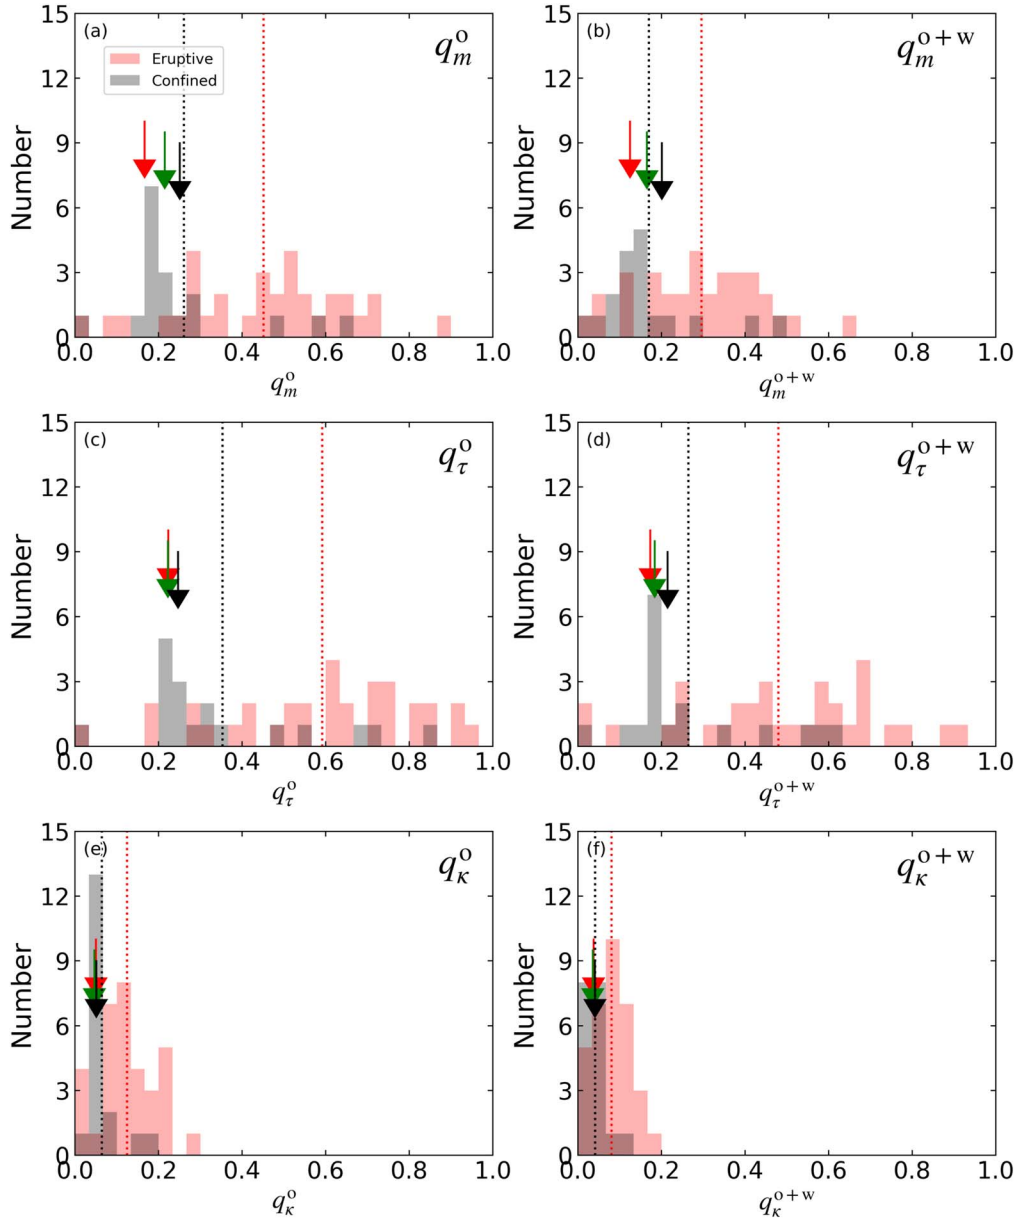 (a)
q_m^o
Eruptive
Confined
Number
15
12
9
6
3
0
0.0 0.2 0.4 0.6 0.8 1.0
q_m^o
(b)
q_m^{o+w}
Number
15
12
9
6
3
0
0.0 0.2 0.4 0.6 0.8 1.0
q_m^{o+w}
(c)
q_τ^o
Number
15
12
9
6
3
0
0.0 0.2 0.4 0.6 0.8 1.0
q_τ^o
(d)
q_τ^{o+w}
Number
15
12
9
6
3
0
0.0 0.2 0.4 0.6 0.8 1.0
q_τ^{o+w}
(e)
q_κ^o
Number
15
12
9
6
3
0
0.0 0.2 0.4 0.6 0.8 1.0
q_κ^o
(f)
q_κ^{o+w}
Number
15
12
9
6
3
0
0.0 0.2 0.4 0.6 0.8 1.0
q_κ^{o+w}